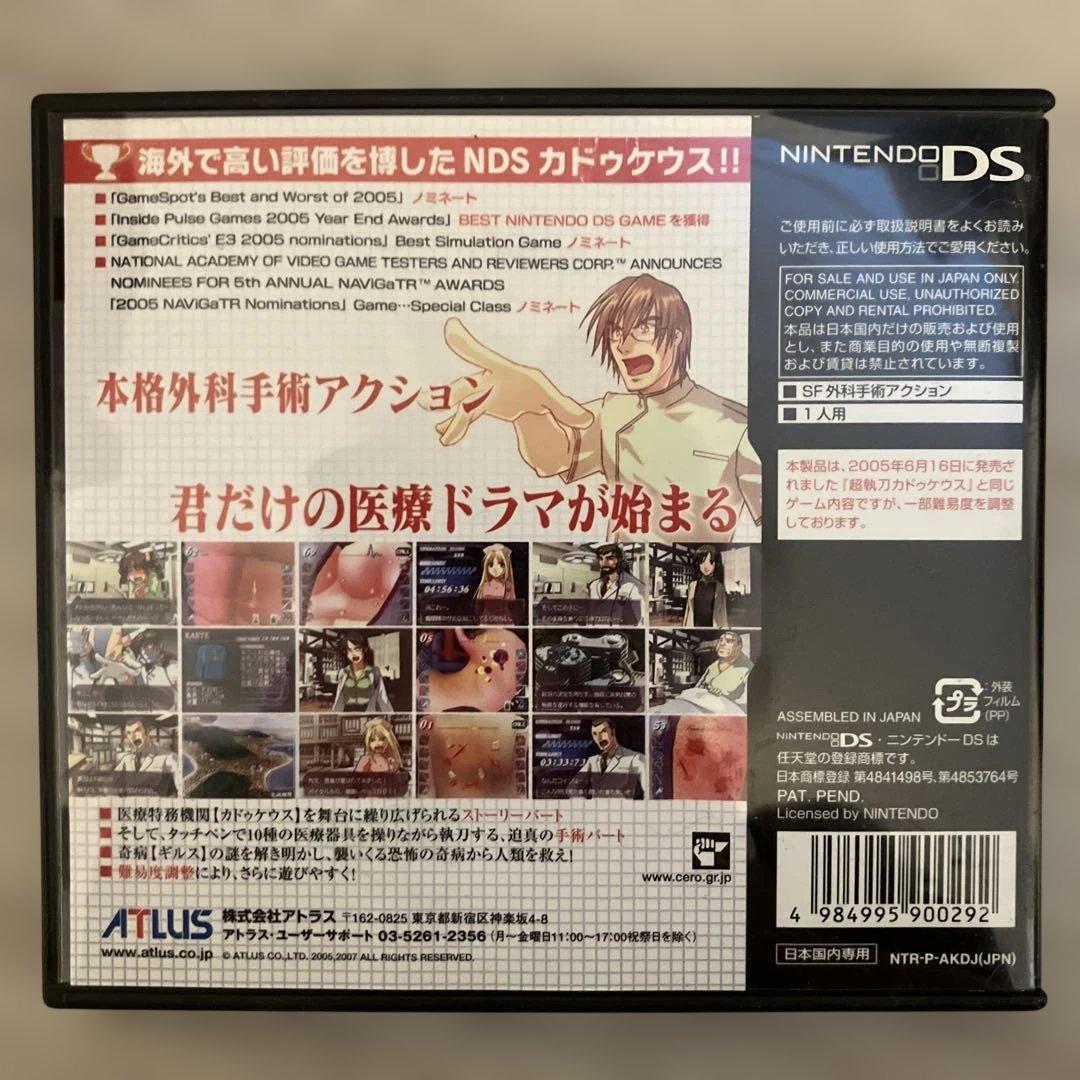 海外で高い評価を博したNDS カドゥケウス!!
■「GameSpot's Best and Worst of 2005」ノミネート
■「Inside Pulse Games 2005 Year End Awards」BEST NINTENDO DS GAMEを獲得
■「GameCritics' E3 2005 nominations」Best Simulation Game ノミネート
■ NATIONAL ACADEMY OF VIDEO GAME TESTERS AND REVIEWERS CORP.™ ANNOUNCES
NOMINEES FOR 5th ANNUAL NAViGaTR™ AWARDS
「2005 NAViGaTR Nominations」Game…Special Class ノミネート
本格外科手術アクション
君だけの医療ドラマが始まる
04:56:36
KARTE
05
01
03:33:73
■ 医療特務機関【カドゥケウス】を舞台に繰り広げられるストーリーパート
■ そして、タッチペンで10種の医療器具を操りながら執刀する、迫真の手術パート
■ 奇病【ギルス】の謎を解き明かし、襲いくる恐怖の奇病から人類を救え!
■ 難易度調整により、さらに遊びやすく!
www.cero.gr.jp
ATLUS 株式会社アトラス 〒162-0825 東京都新宿区神楽坂4-8
アトラス・ユーザーサポート 03-5261-2356 (月〜金曜日11:00〜17:00祝祭日を除く)
www.atlus.co.jp © ATLUS CO.,LTD. 2005,2007 ALL RIGHTS RESERVED.
NINTENDO DS®
ご使用前に必ず取扱説明書をよくお読み
いただき、正しい使用方法でご愛用ください。
FOR SALE AND USE IN JAPAN ONLY.
COMMERCIAL USE, UNAUTHORIZED
COPY AND RENTAL PROHIBITED.
本品は日本国内だけの販売および使用
とし、また商業目的の使用や無断複製
および賃貸は禁止されています。
■ SF外科手術アクション
■ 1人用
本製品は、2005年6月16日に発売さ
れました『超執刀カドゥケウス』と同じ
ゲーム内容ですが、一部難易度を調整
しております。
プラ
:外装
フィルム
(PP)
ASSEMBLED IN JAPAN
NINTENDO DS・ニンテンドーDSは
任天堂の登録商標です。
日本商標登録 第4841498号、第4853764号
PAT. PEND.
Licensed by NINTENDO
4 984995 900292
日本国内専用
NTR-P-AKDJ(JPN)